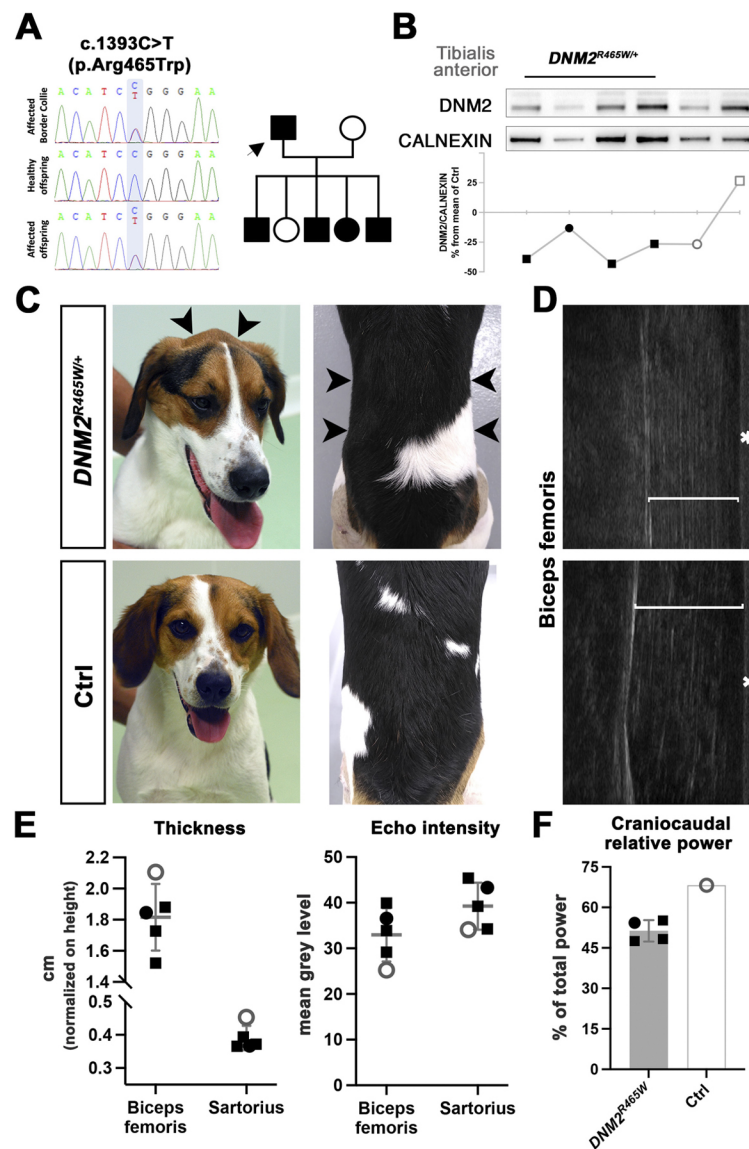 A
c.1393C>T
(p.Arg465Trp)
Affected
Border Collie
A C A T C C G G G A A
T
Healthy
offspring
A C A T C C G G G A A
Affected
offspring
A C A T C C G G G A A
T
B
Tibialis
anterior
DNM2R465W/+
DNM2
CALNEXIN
DNM2/CALNEXIN
% from mean of Ctrl
25
0
-25
-50
C
DNM2R465W/+
Ctrl
D
Biceps femoris
*
*
E
Thickness
cm
(normalized on height)
2.2
2.0
1.8
1.6
1.4
0.5
0.4
0.3
Biceps
femoris
Sartorius
Echo intensity
mean grey level
50
40
30
20
10
0
Biceps
femoris
Sartorius
F
Craniocaudal
relative power
% of total power
75
60
45
30
15
0
DNM2R465W
Ctrl